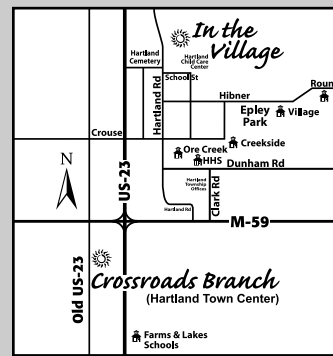 In the
Village
Hartland
Cemetery
Hartland
Child Care
Center
School St
Hartland Rd
Hibner
Roun
Epley
Park
Village
Crouse
Creekside
Ore Creek
HHS
Dunham Rd
N
US-23
Hartland
Township
Offices
Clark Rd
Hartland Rd
M-59
Old US-23
Crossroads Branch
(Hartland Town Center)
Farms & Lakes
Schools